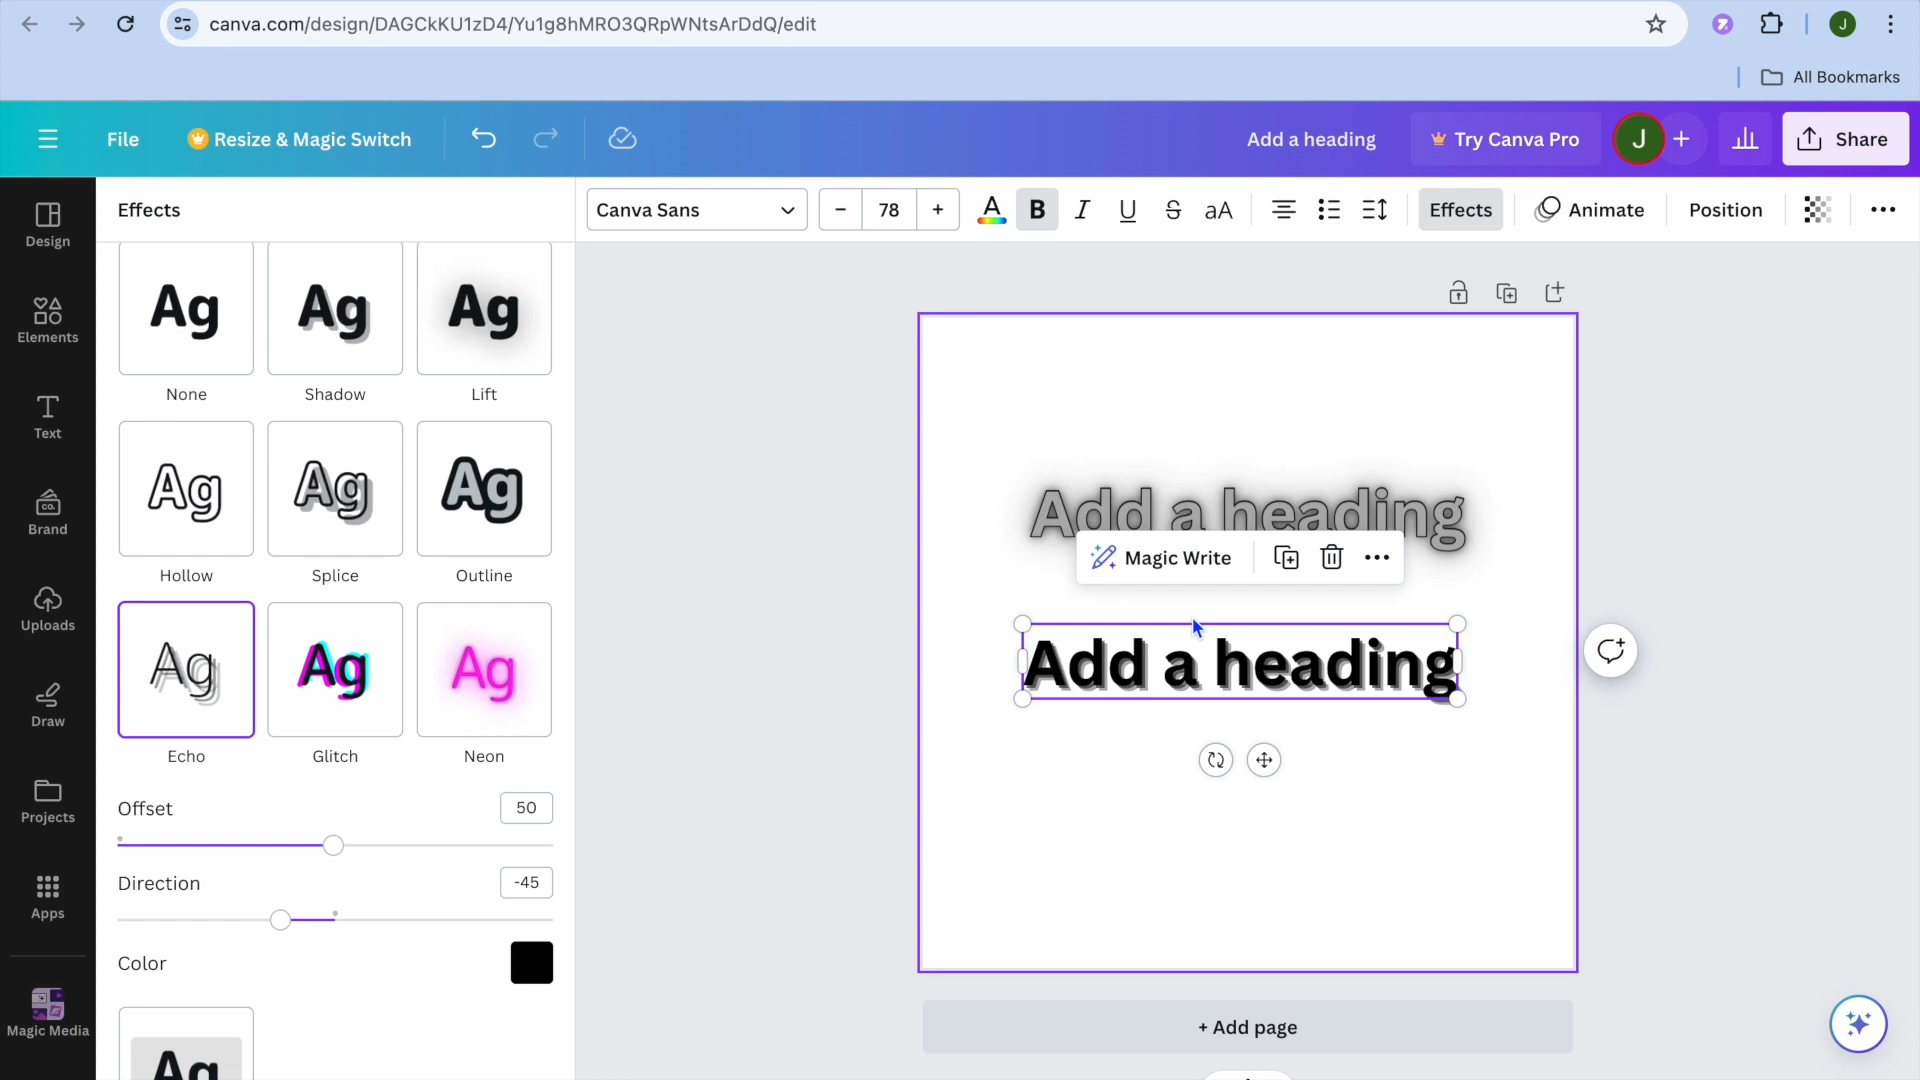 canva.com/design/DAGCkKU1zD4/Yu1g8hMRO3QRpWNtsArDdQ/edit
J
All Bookmarks
File
Resize & Magic Switch
Add a heading
Try Canva Pro
J
Share
Effects
Canva Sans
78
A
B
I
U
S
aA
Effects
Animate
Position
Design
Elements
Text
CO.
Brand
Uploads
Draw
Projects
Apps
Magic Media
Ag
Ag
Ag
None
Shadow
Lift
Ag
Ag
Ag
Hollow
Splice
Outline
Ag
Ag
Ag
Echo
Glitch
Neon
Offset
50
Direction
-45
Color
Ag
Add a heading
Magic Write
Add a heading
+ Add page